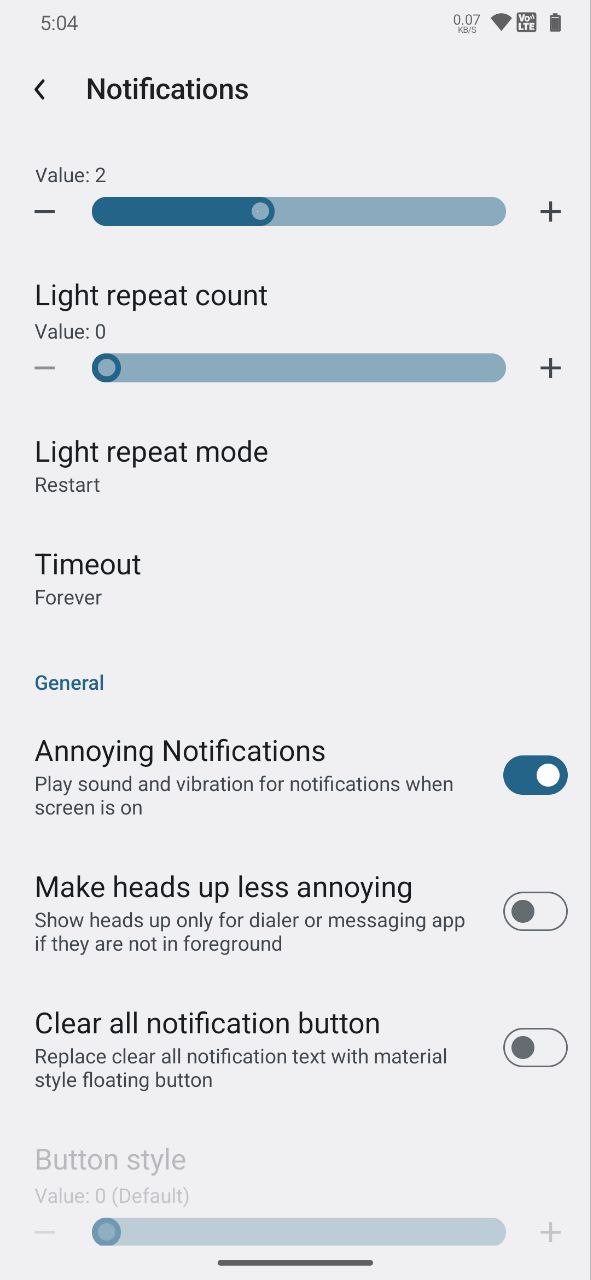 5:04
0.07
KB/S
Vo))
LTE
Notifications
Value: 2
Light repeat count
Value: 0
Light repeat mode
Restart
Timeout
Forever
General
Annoying Notifications
Play sound and vibration for notifications when
screen is on
Make heads up less annoying
Show heads up only for dialer or messaging app
if they are not in foreground
Clear all notification button
Replace clear all notification text with material
style floating button
Button style
Value: 0 (Default)